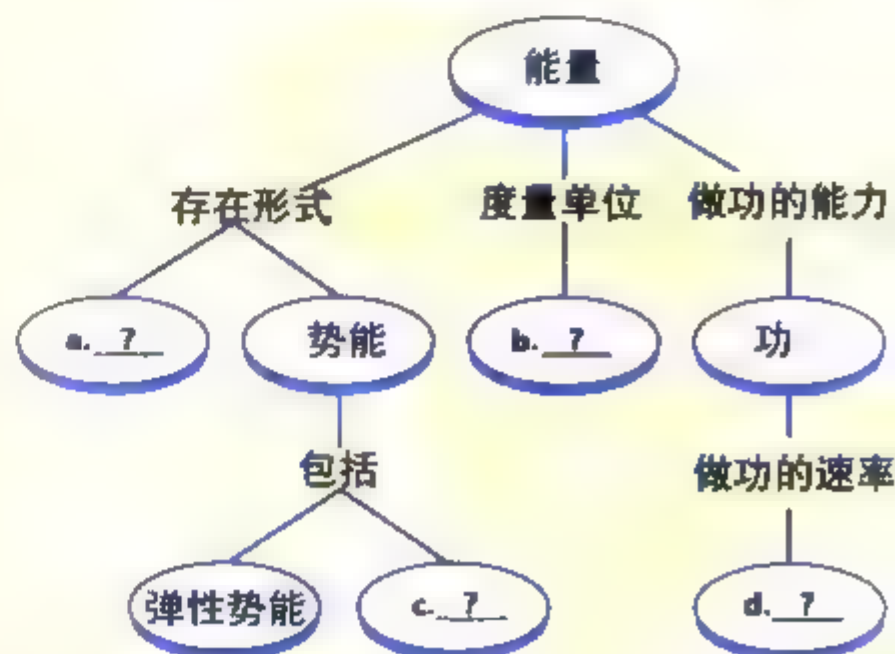 能量
存在形式 度量单位 做功的能力
a. ? 势能 b. ? 功
包括 做功的速率
弹性势能 c. ? d. ?